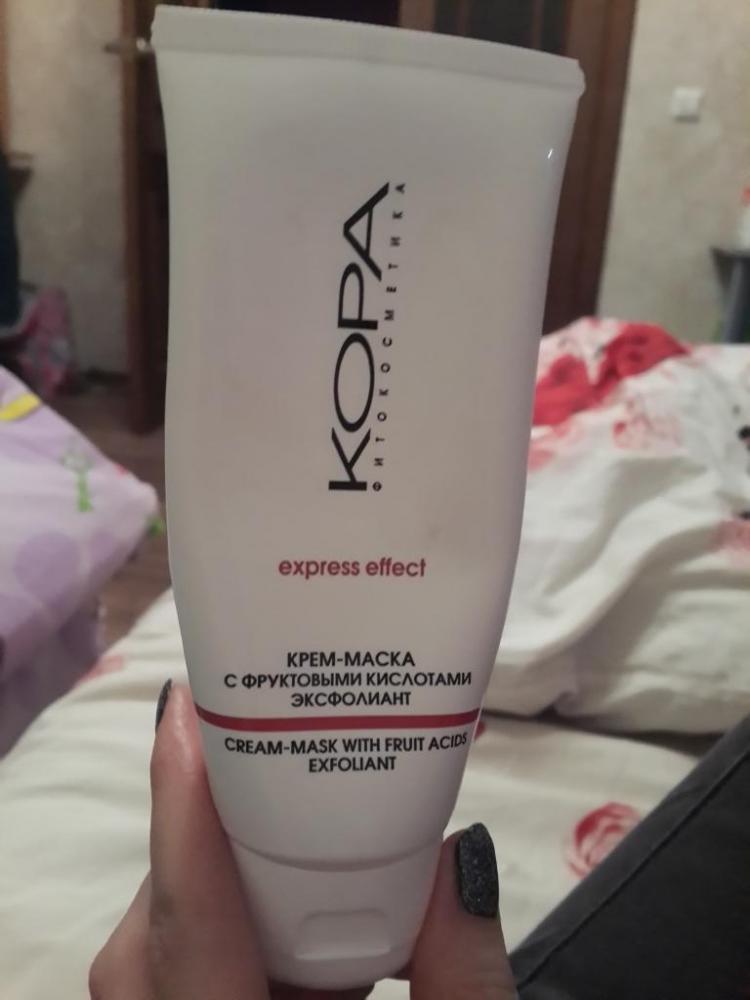 КОРА
ФИТОКОСМЕТИКА
express effect
КРЕМ-МАСКА
С ФРУКТОВЫМИ КИСЛОТАМИ
ЭКСФОЛИАНТ
CREAM-MASK WITH FRUIT ACIDS
EXFOLIANT